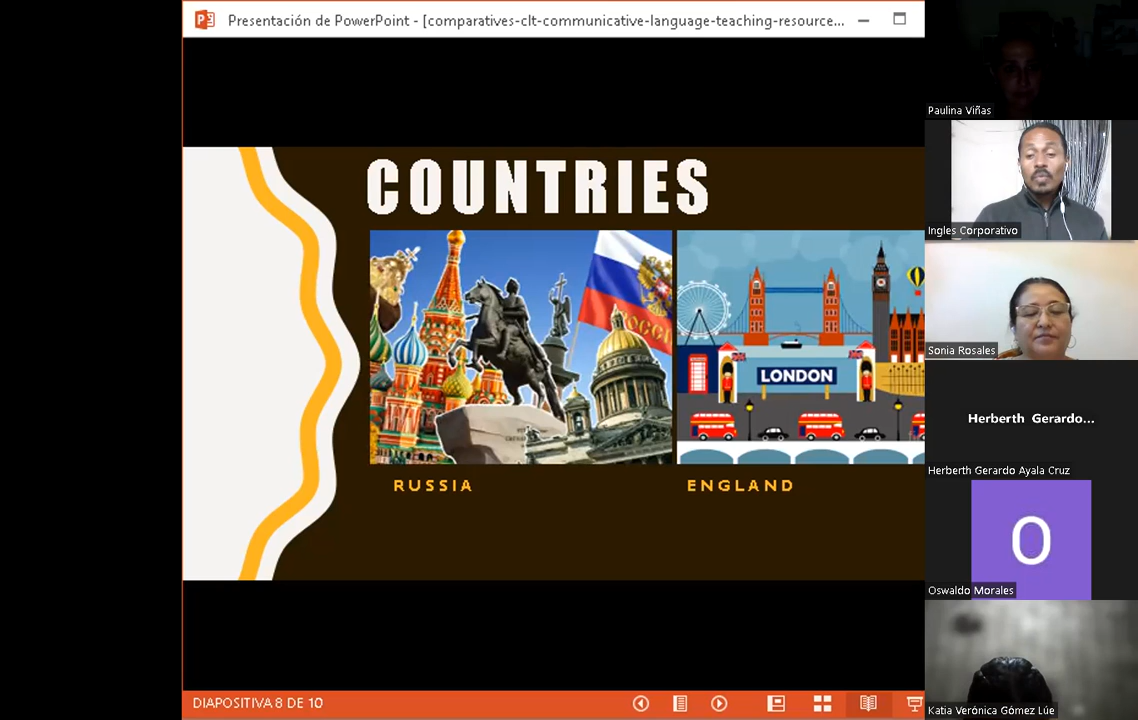 Presentación de PowerPoint - [comparatives-clt-communicative-language-teaching-resource...
COUNTRIES
LONDON
RUSSIA
ENGLAND
DIAPOSITIVA 8 DE 10
Paulina Viñas
Ingles Corporativo
Sonia Rosales
Herberth Gerardo...
Herberth Gerardo Ayala Cruz
O
Oswaldo Morales
Katia Verónica Gómez Lúe